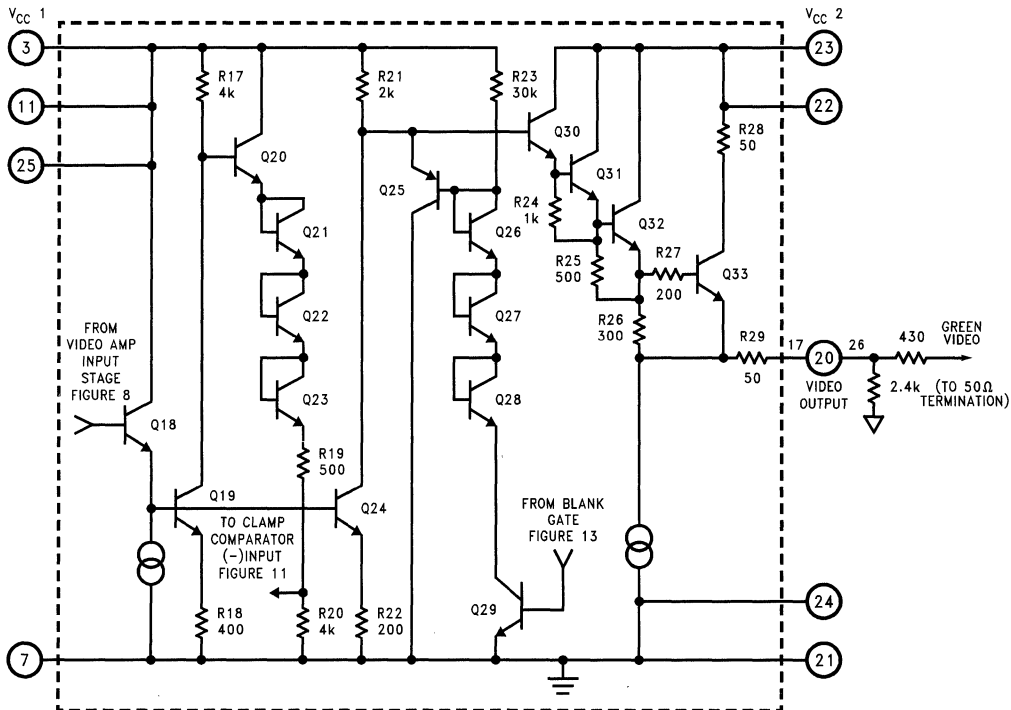 VCC 1
VCC 2
3
23
11
22
25
R17
4k
R21
2k
R23
30k
R28
50
Q20
Q30
Q25
Q31
R24
1k
Q21
Q26
Q32
R25
500
R27
200
Q33
Q22
Q27
R26
300
FROM
VIDEO AMP
INPUT
STAGE
FIGURE 8
Q18
Q23
Q28
R29
50
17
20
26
VIDEO
OUTPUT
430
GREEN
VIDEO
2.4k
(TO 50Ω
TERMINATION)
R19
500
Q19
Q24
TO CLAMP
COMPARATOR
(-)INPUT
FIGURE 11
FROM BLANK
GATE
FIGURE 13
R18
400
R20
4k
R22
200
Q29
24
7
21